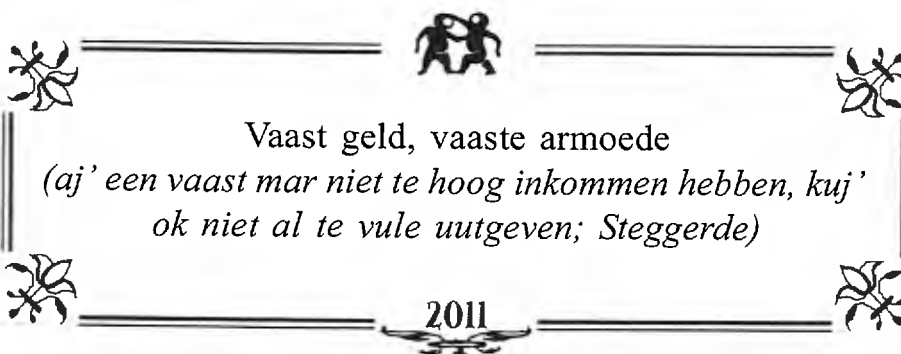 Vaast geld, vaaste armoede
(aj' een vaast mar niet te hoog inkommen hebben, kuj'
ok niet al te vule uutgeven; Steggerde)
2011